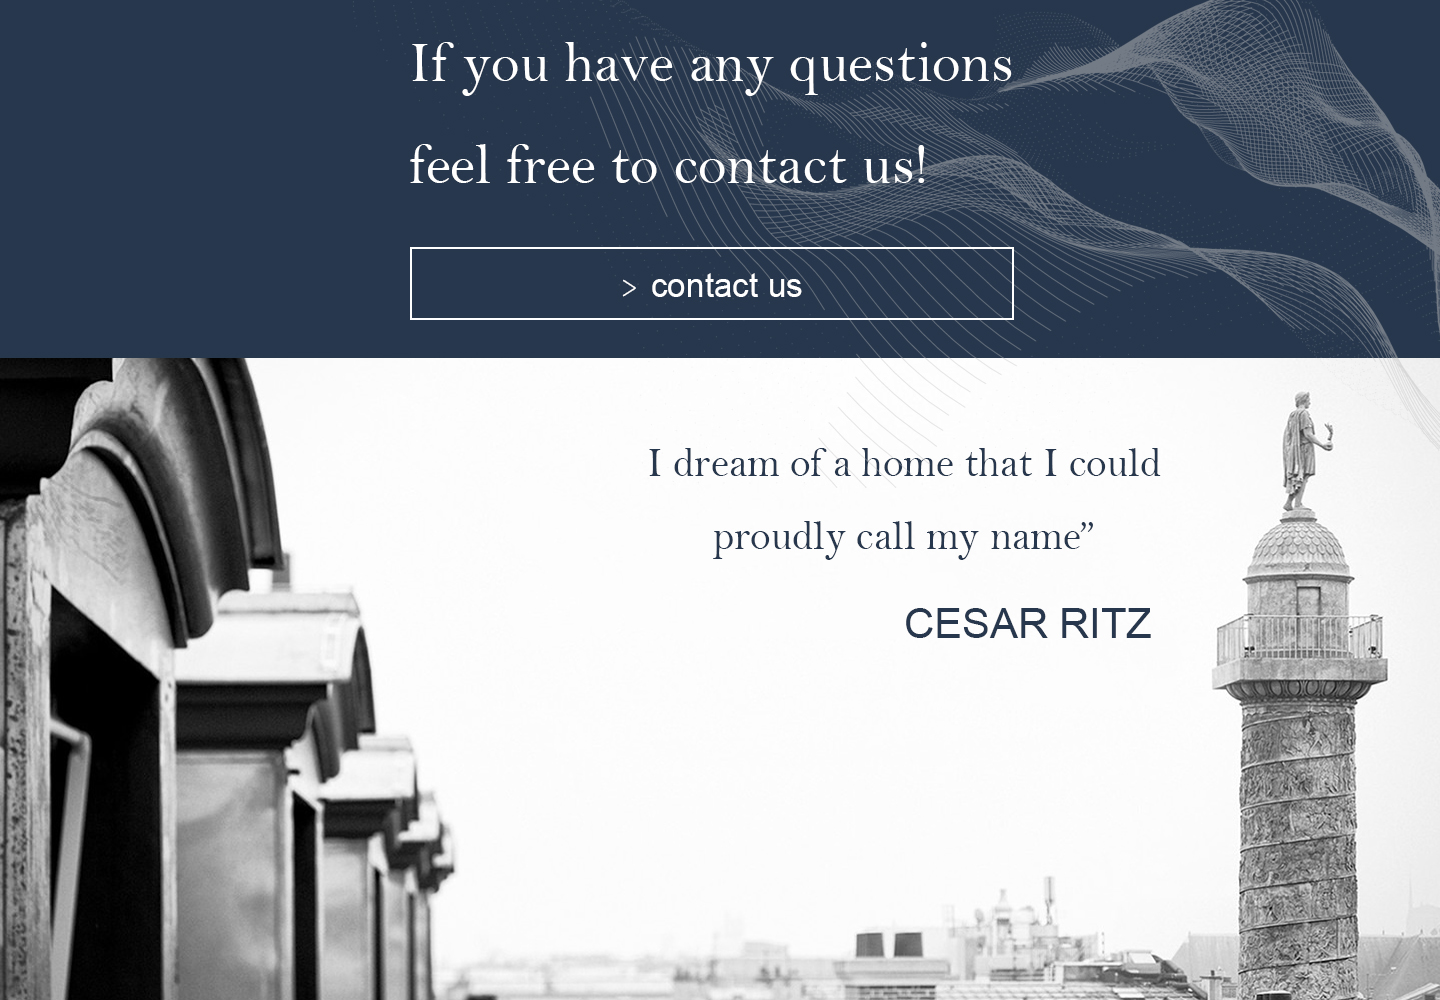 If you have any questions
feel free to contact us!
> contact us
I dream of a home that I could
proudly call my name”
CESAR RITZ